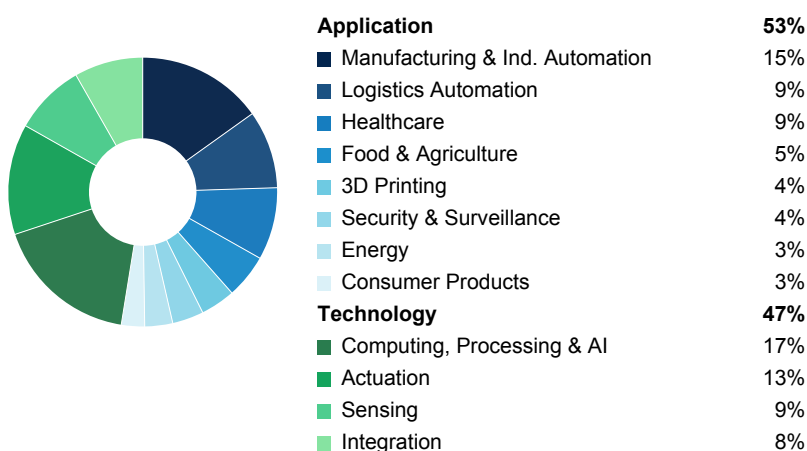 Application 53%
Manufacturing & Ind. Automation 15%
Logistics Automation 9%
Healthcare 9%
Food & Agriculture 5%
3D Printing 4%
Security & Surveillance 4%
Energy 3%
Consumer Products 3%
Technology 47%
Computing, Processing & AI 17%
Actuation 13%
Sensing 9%
Integration 8%